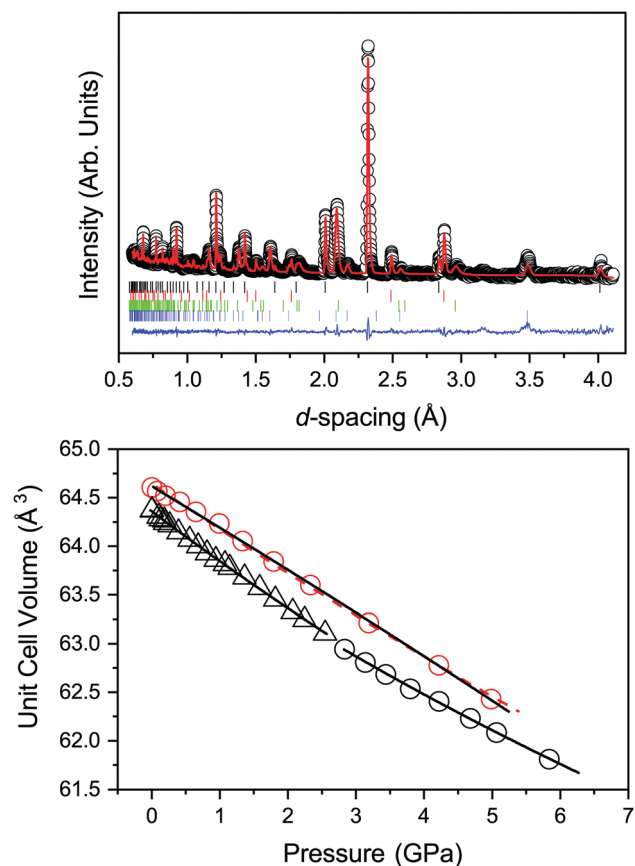 Intensity (Arb. Units)
0.5 1.0 1.5 2.0 2.5 3.0 3.5 4.0
d-spacing (Å)
Unit Cell Volume (Å³)
65.0
64.5
64.0
63.5
63.0
62.5
62.0
61.5
0 1 2 3 4 5 6 7
Pressure (GPa)